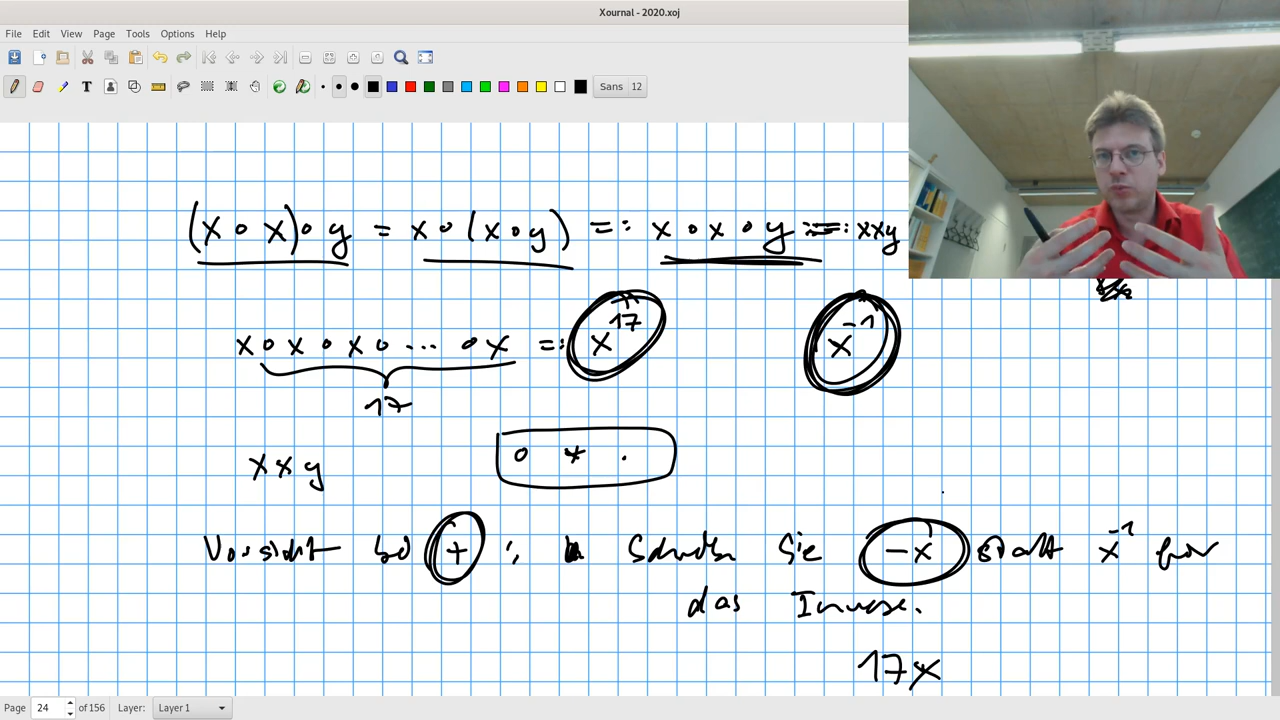 Xournal - 2020.xoj
File Edit View Page Tools Options Help
Sans 12
(x ∘ x) ∘ y = x ∘ (x ∘ y) =: x ∘ x ∘ y =: xxy
x ∘ x ∘ x ∘ ... ∘ x =: x^17 x^-1
17
xxy ∘ * ·
Vorsicht bei + : Schreiben Sie -x statt x^-1 für
das Inverse.
17x
Page 24 of 156 Layer: Layer 1